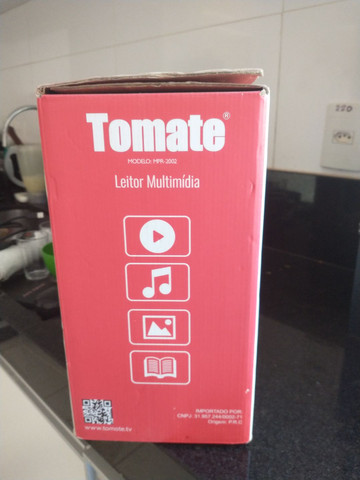 Tomate®
MODELO: MPR-2002
Leitor Multimídia
IMPORTADO POR:
Origem: P.R.C
www.tomate.tv